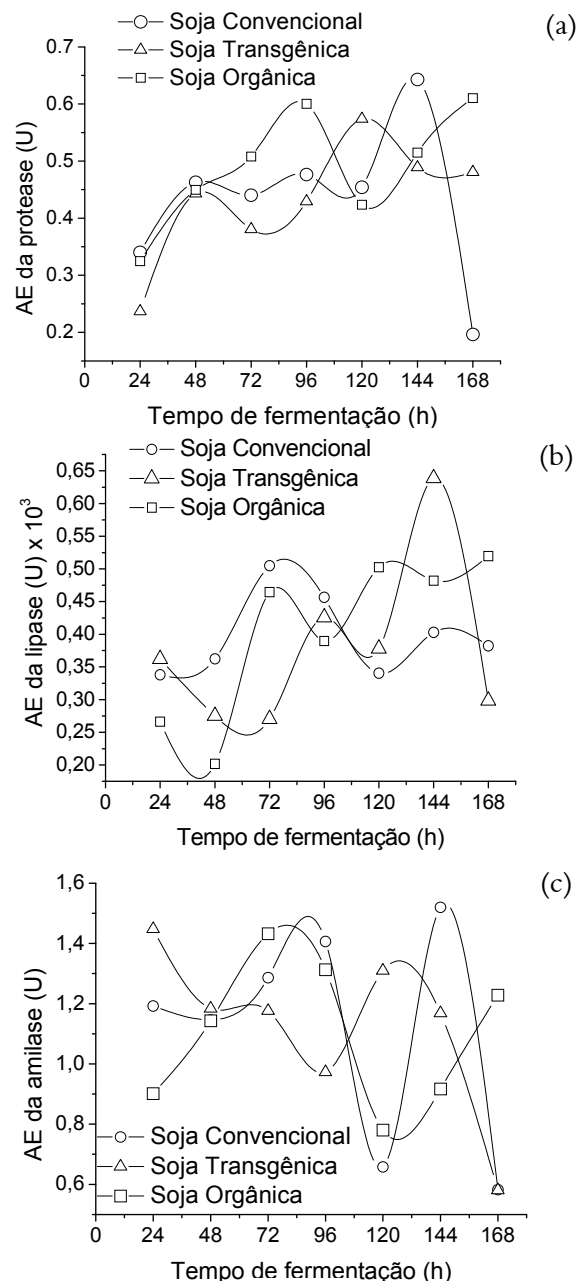 (a)
Soja Convencional
Soja Transgênica
Soja Orgânica
AE da protease (U)
0.7
0.6
0.5
0.4
0.3
0.2
0 24 48 72 96 120 144 168
Tempo de fermentação (h)
(b)
Soja Convencional
Soja Transgênica
Soja Orgânica
AE da lipase (U) x 10³
0,65
0,60
0,55
0,50
0,45
0,40
0,35
0,30
0,25
0,20
0 24 48 72 96 120 144 168
Tempo de fermentação (h)
(c)
AE da amilase (U)
1,6
1,4
1,2
1,0
0,8
0,6
Soja Convencional
Soja Transgênica
Soja Orgânica
0 24 48 72 96 120 144 168
Tempo de fermentação (h)